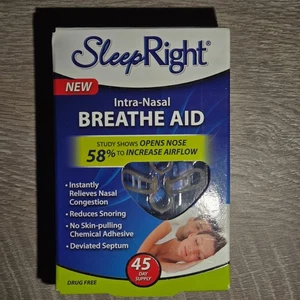 SleepRight®
NEW
Intra-Nasal
BREATHE AID
STUDY SHOWS OPENS NOSE
58% TO INCREASE AIRFLOW
• Instantly
Relieves Nasal
Congestion
• Reduces Snoring
• No Skin-pulling
Chemical Adhesive
• Deviated Septum
45
DAY
SUPPLY
DRUG FREE